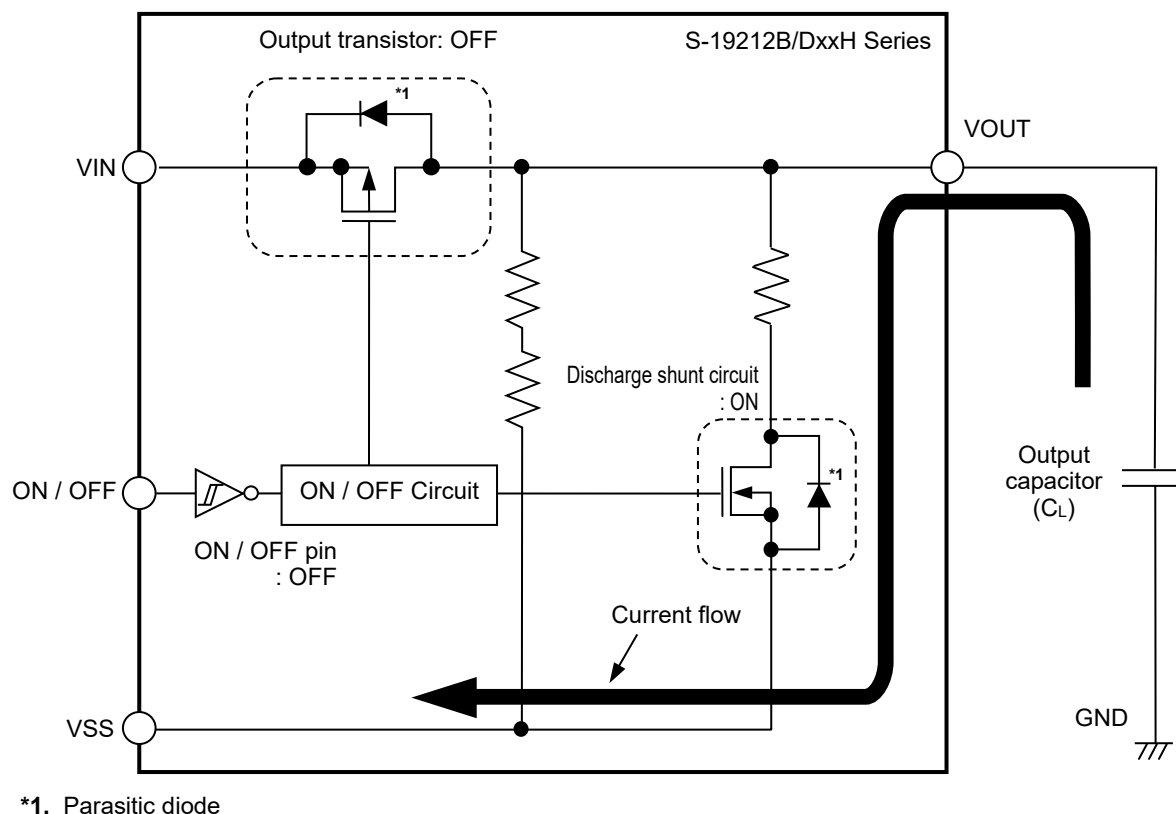 Output transistor: OFF
S-19212B/DxxH Series
*1
VOUT
VIN
Discharge shunt circuit
: ON
*1
ON / OFF
ON / OFF Circuit
Output
capacitor
(CL)
ON / OFF pin
: OFF
Current flow
VSS
GND
*1. Parasitic diode